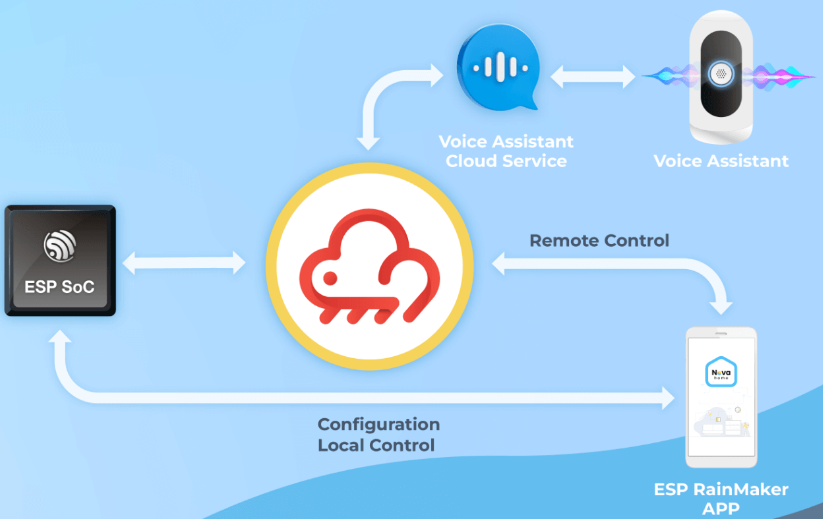 Voice Assistant
Cloud Service
Voice Assistant
Remote Control
ESP SoC
Nova
Home
Configuration
Local Control
ESP RainMaker
APP